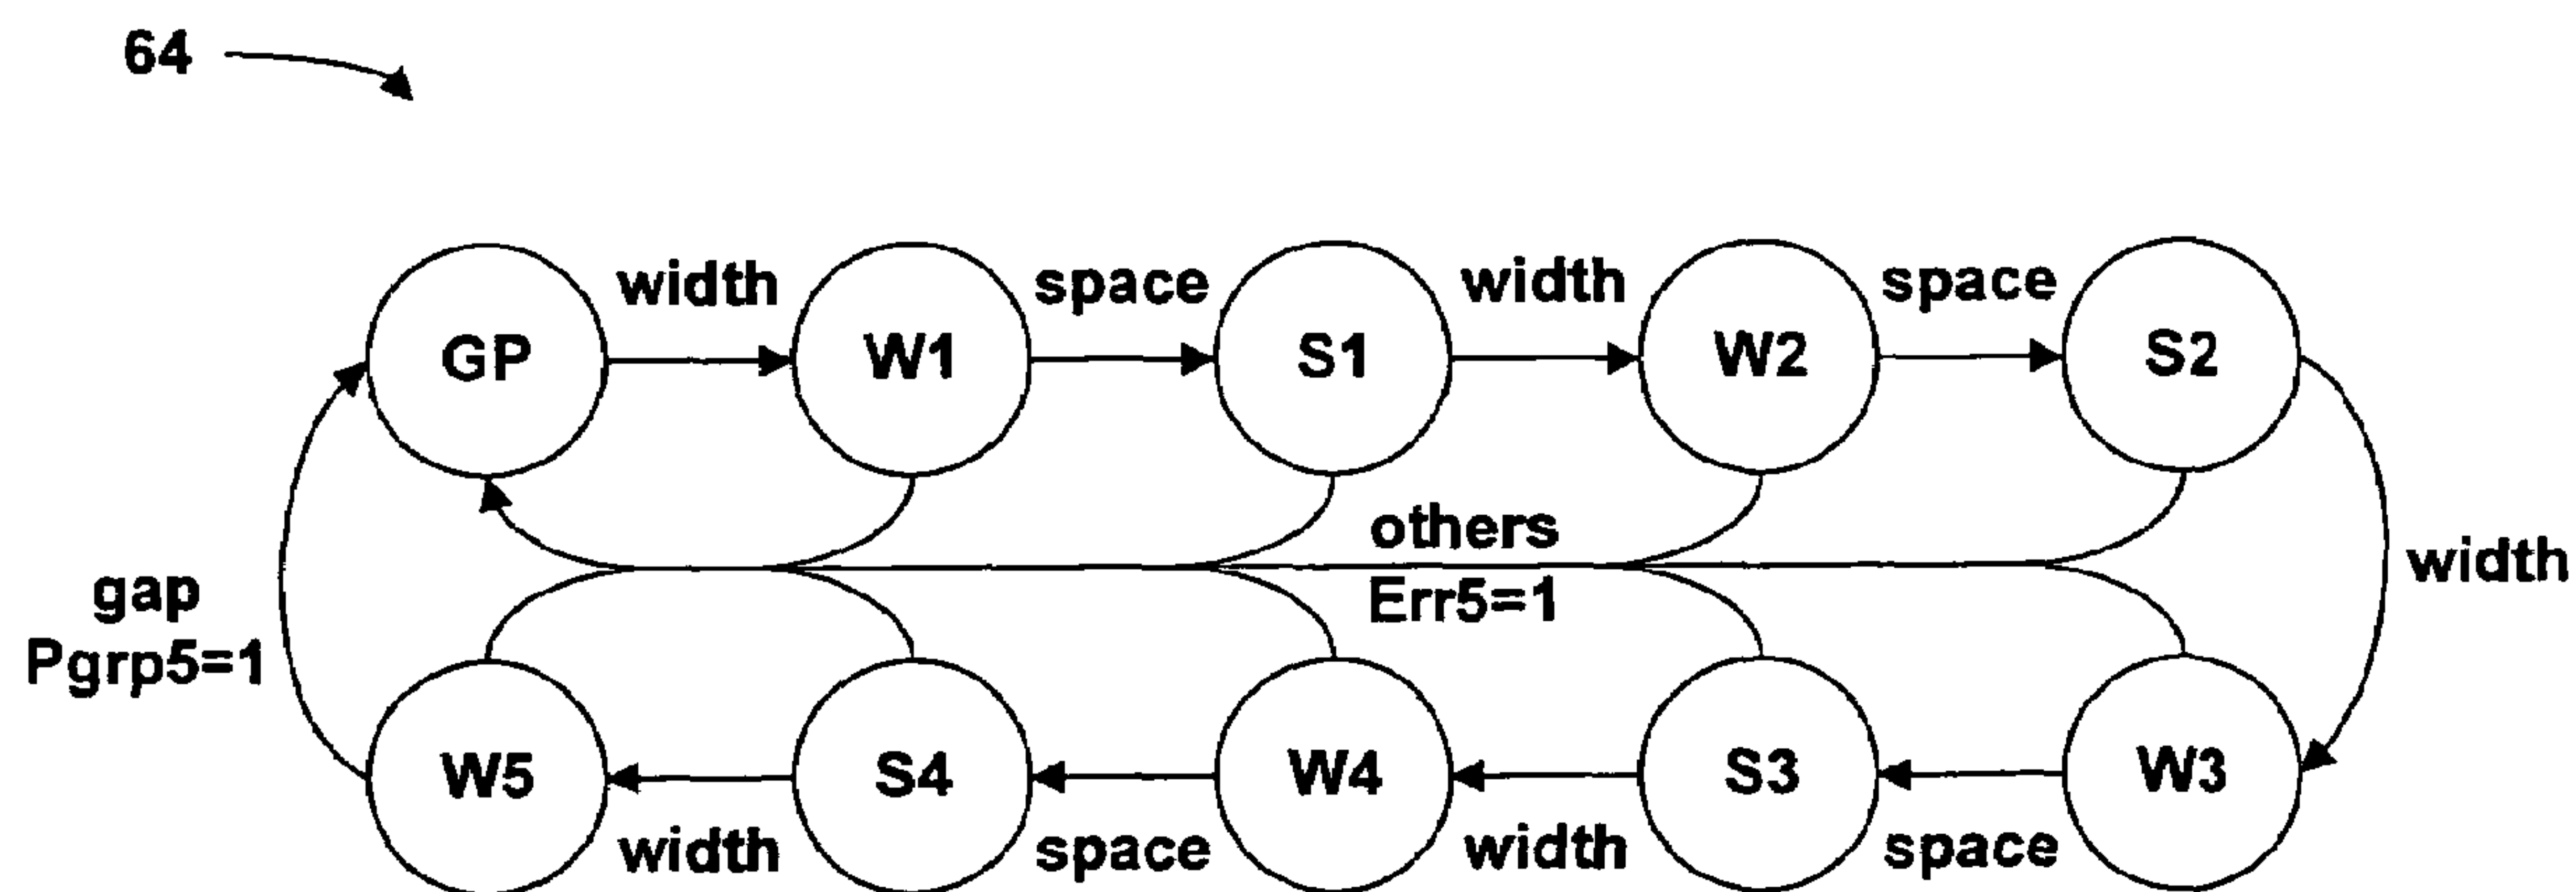 64
width
space
width
space
GP
W1
S1
W2
S2
others
Err5=1
width
gap
Pgrp5=1
W5
S4
W4
S3
W3
width
space
width
space